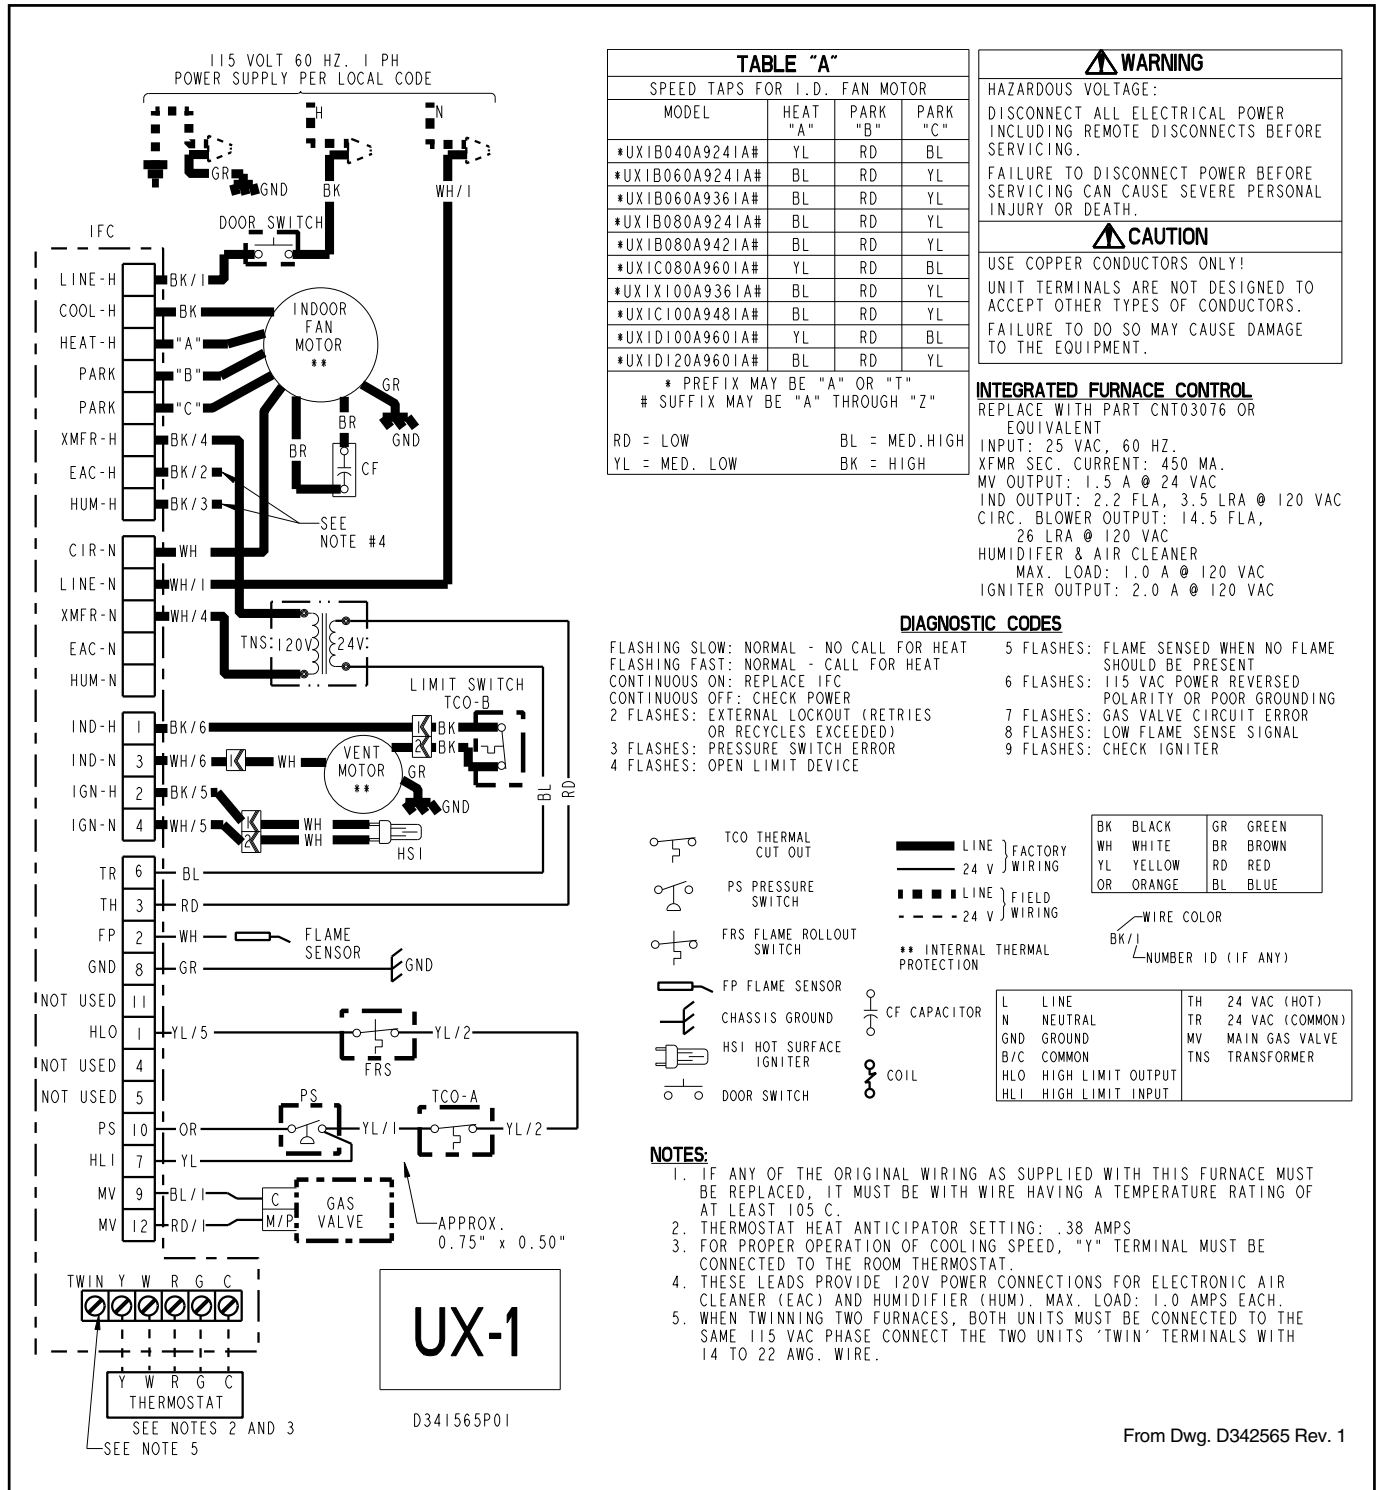 115 VOLT 60 HZ. 1 PH
POWER SUPPLY PER LOCAL CODE
H
N
GR
GND
BK
WH/1
DOOR SWITCH
IFC
LINE-H
BK/1
COOL-H
BK
HEAT-H
"A"
PARK
"B"
PARK
"C"
INDOOR
FAN
MOTOR
**
GR
GND
BR
BR
CF
XMFR-H
BK/4
EAC-H
BK/2
HUM-H
BK/3
SEE
NOTE #4
CIR-N
WH
LINE-N
WH/1
XMFR-N
WH/4
EAC-N
HUM-N
TNS
120V
24V
LIMIT SWITCH
TCO-B
IND-H 1 BK/6
1 BK
2 BK
IND-N 3 WH/6
1 WH
VENT
MOTOR
**
GR
GND
IGN-H 2 BK/5
IGN-N 4 WH/5
1 WH
2 WH
HSI
BL
RD
TR 6 BL
TH 3 RD
FP 2 WH
FLAME
SENSOR
GND 8 GR
GND
NOT USED 11
HLO 1 YL/5
FRS
YL/2
NOT USED 4
NOT USED 5
PS
TCO-A
PS 10 OR
YL/1
YL/2
HLI 7 YL
MV 9 BL/1
C
MV 12 RD/1
M/P
GAS
VALVE
APPROX.
0.75" x 0.50"
TWIN Y W R G C
Y W R G C
THERMOSTAT
SEE NOTES 2 AND 3
SEE NOTE 5
UX-1
D341565P01
TABLE "A"
SPEED TAPS FOR I.D. FAN MOTOR
MODEL HEAT "A" PARK "B" PARK "C"
*UX1B040A9241A# YL RD BL
*UX1B060A9241A# BL RD YL
*UX1B060A9361A# BL RD YL
*UX1B080A9241A# BL RD YL
*UX1B080A9421A# BL RD YL
*UX1C080A9601A# YL RD BL
*UX1X100A9361A# BL RD YL
*UX1C100A9481A# BL RD YL
*UX1D100A9601A# YL RD BL
*UX1D120A9601A# BL RD YL
* PREFIX MAY BE "A" OR "T"
# SUFFIX MAY BE "A" THROUGH "Z"
RD = LOW BL = MED.HIGH
YL = MED. LOW BK = HIGH
WARNING
HAZARDOUS VOLTAGE:
DISCONNECT ALL ELECTRICAL POWER
INCLUDING REMOTE DISCONNECTS BEFORE
SERVICING.
FAILURE TO DISCONNECT POWER BEFORE
SERVICING CAN CAUSE SEVERE PERSONAL
INJURY OR DEATH.
CAUTION
USE COPPER CONDUCTORS ONLY!
UNIT TERMINALS ARE NOT DESIGNED TO
ACCEPT OTHER TYPES OF CONDUCTORS.
FAILURE TO DO SO MAY CAUSE DAMAGE
TO THE EQUIPMENT.
INTEGRATED FURNACE CONTROL
REPLACE WITH PART CNT03076 OR
EQUIVALENT
INPUT: 25 VAC, 60 HZ.
XFMR SEC. CURRENT: 450 MA.
MV OUTPUT: 1.5 A @ 24 VAC
IND OUTPUT: 2.2 FLA, 3.5 LRA @ 120 VAC
CIRC. BLOWER OUTPUT: 14.5 FLA,
26 LRA @ 120 VAC
HUMIDIFER & AIR CLEANER
MAX. LOAD: 1.0 A @ 120 VAC
IGNITER OUTPUT: 2.0 A @ 120 VAC
DIAGNOSTIC CODES
FLASHING SLOW: NORMAL - NO CALL FOR HEAT
FLASHING FAST: NORMAL - CALL FOR HEAT
CONTINUOUS ON: REPLACE IFC
CONTINUOUS OFF: CHECK POWER
2 FLASHES: EXTERNAL LOCKOUT (RETRIES
OR RECYCLES EXCEEDED)
3 FLASHES: PRESSURE SWITCH ERROR
4 FLASHES: OPEN LIMIT DEVICE
5 FLASHES: FLAME SENSED WHEN NO FLAME
SHOULD BE PRESENT
6 FLASHES: 115 VAC POWER REVERSED
POLARITY OR POOR GROUNDING
7 FLASHES: GAS VALVE CIRCUIT ERROR
8 FLASHES: LOW FLAME SENSE SIGNAL
9 FLASHES: CHECK IGNITER
TCO THERMAL
CUT OUT
PS PRESSURE
SWITCH
FRS FLAME ROLLOUT
SWITCH
FP FLAME SENSOR
CHASSIS GROUND
HSI HOT SURFACE
IGNITER
DOOR SWITCH
LINE
24 V
FACTORY
WIRING
LINE
24 V
FIELD
WIRING
** INTERNAL THERMAL
PROTECTION
CF CAPACITOR
COIL
BK BLACK GR GREEN
WH WHITE BR BROWN
YL YELLOW RD RED
OR ORANGE BL BLUE
WIRE COLOR
BK/1
NUMBER ID (IF ANY)
L LINE TH 24 VAC (HOT)
N NEUTRAL TR 24 VAC (COMMON)
GND GROUND MV MAIN GAS VALVE
B/C COMMON TNS TRANSFORMER
HLO HIGH LIMIT OUTPUT
HLI HIGH LIMIT INPUT
NOTES:
1. IF ANY OF THE ORIGINAL WIRING AS SUPPLIED WITH THIS FURNACE MUST
BE REPLACED, IT MUST BE WITH WIRE HAVING A TEMPERATURE RATING OF
AT LEAST 105 C.
2. THERMOSTAT HEAT ANTICIPATOR SETTING: .38 AMPS
3. FOR PROPER OPERATION OF COOLING SPEED, "Y" TERMINAL MUST BE
CONNECTED TO THE ROOM THERMOSTAT.
4. THESE LEADS PROVIDE 120V POWER CONNECTIONS FOR ELECTRONIC AIR
CLEANER (EAC) AND HUMIDIFIER (HUM). MAX. LOAD: 1.0 AMPS EACH.
5. WHEN TWINNING TWO FURNACES, BOTH UNITS MUST BE CONNECTED TO THE
SAME 115 VAC PHASE CONNECT THE TWO UNITS 'TWIN' TERMINALS WITH
14 TO 22 AWG. WIRE.
From Dwg. D342565 Rev. 1